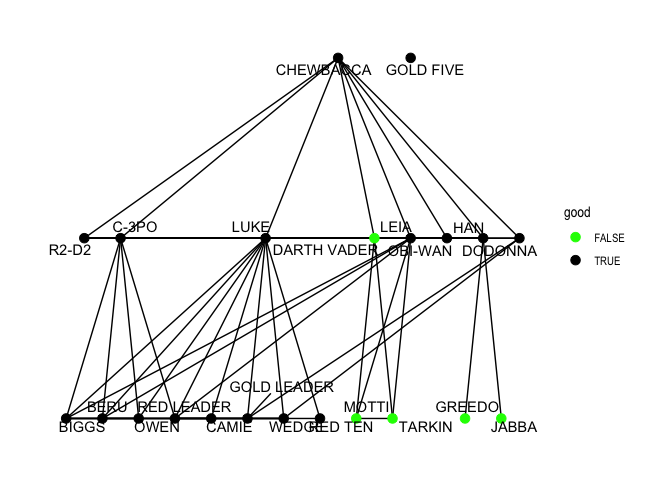 CHEWBACCA GOLD FIVE
C-3PO LUKE LEIA HAN
R2-D2 DARTH VADER OBI-WAN DODONNA
good
FALSE
TRUE
GOLD LEADER
BERU RED LEADER MOTTI GREEDO
BIGGS OWEN CAMIE WEDGE RED TEN TARKIN JABBA